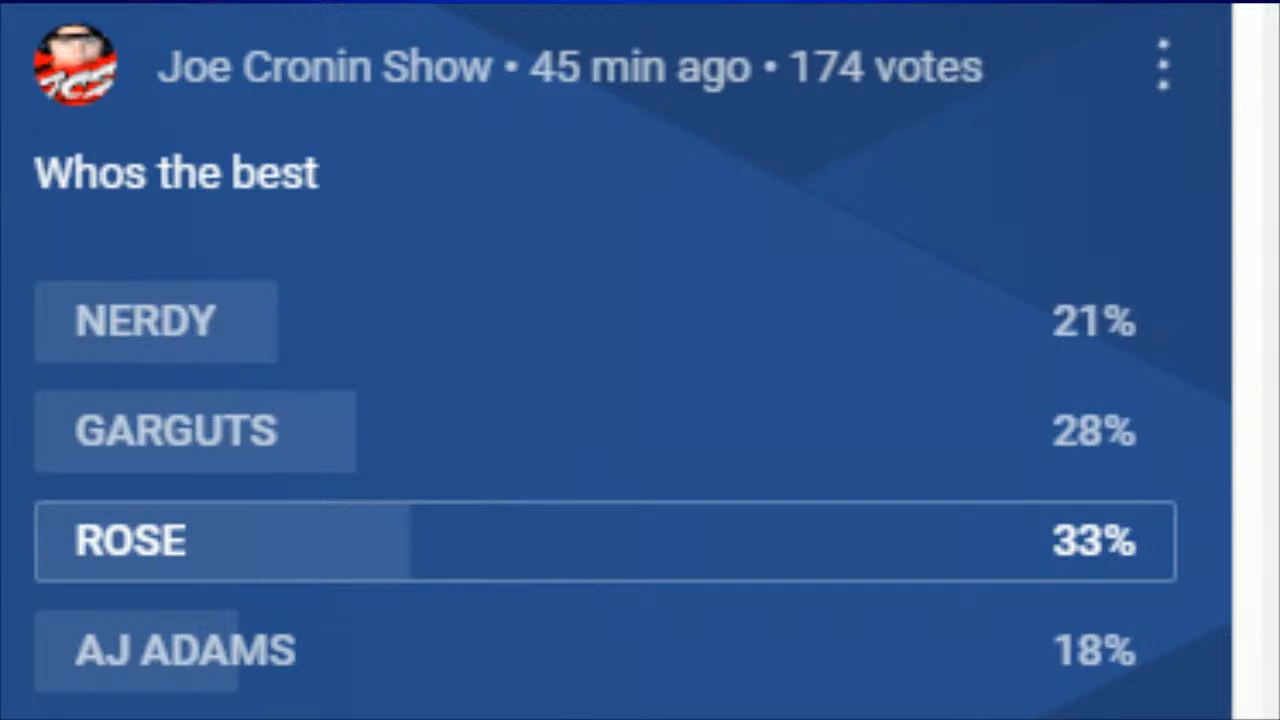 JCS
Joe Cronin Show • 45 min ago • 174 votes
Whos the best
NERDY 21%
GARGUTS 28%
ROSE 33%
AJ ADAMS 18%